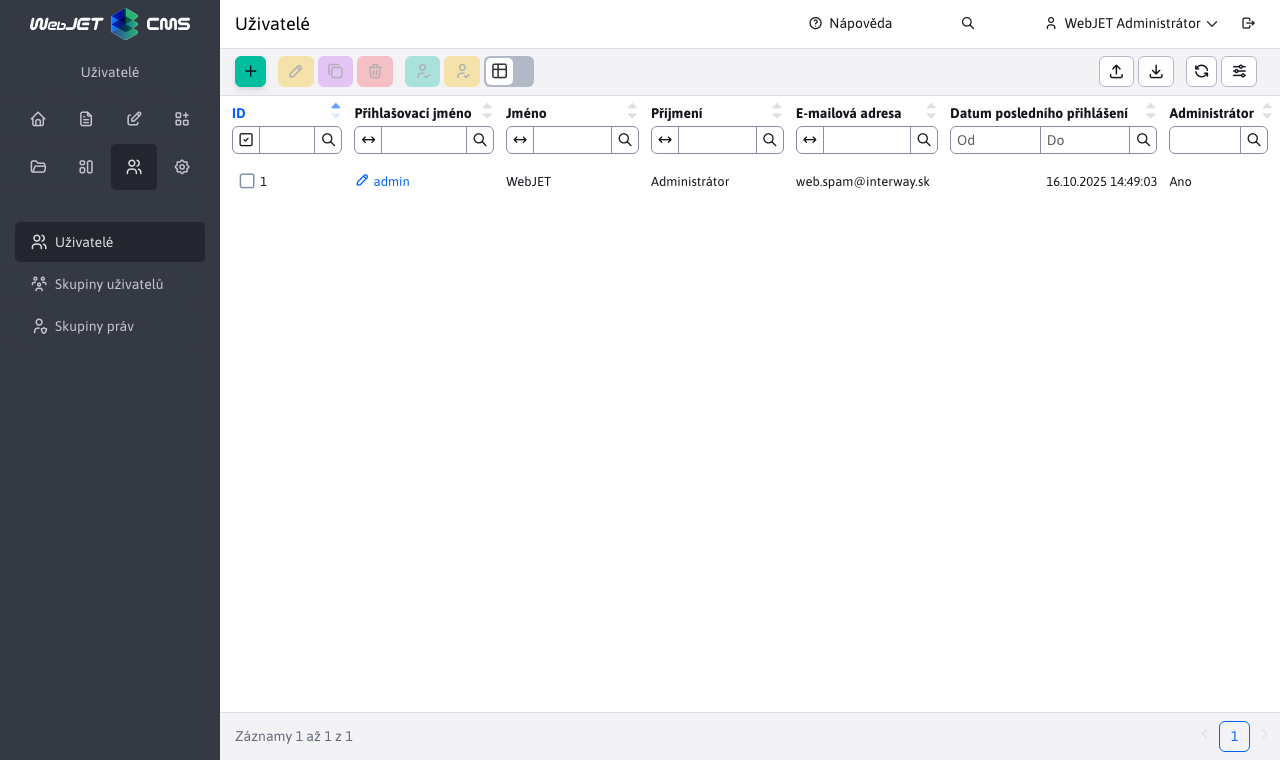 WebJET CMS
Uživatelé
Nápověda
WebJET Administrátor
Uživatelé
Uživatelé
Skupiny uživatelů
Skupiny práv
ID
Přihlašovací jméno
Jméno
Příjmení
E-mailová adresa
Datum posledního přihlášení
Administrátor
Od
Do
1
admin
WebJET
Administrátor
web.spam@interway.sk
16.10.2025 14:49:03
Ano
Záznamy 1 až 1 z 1
1